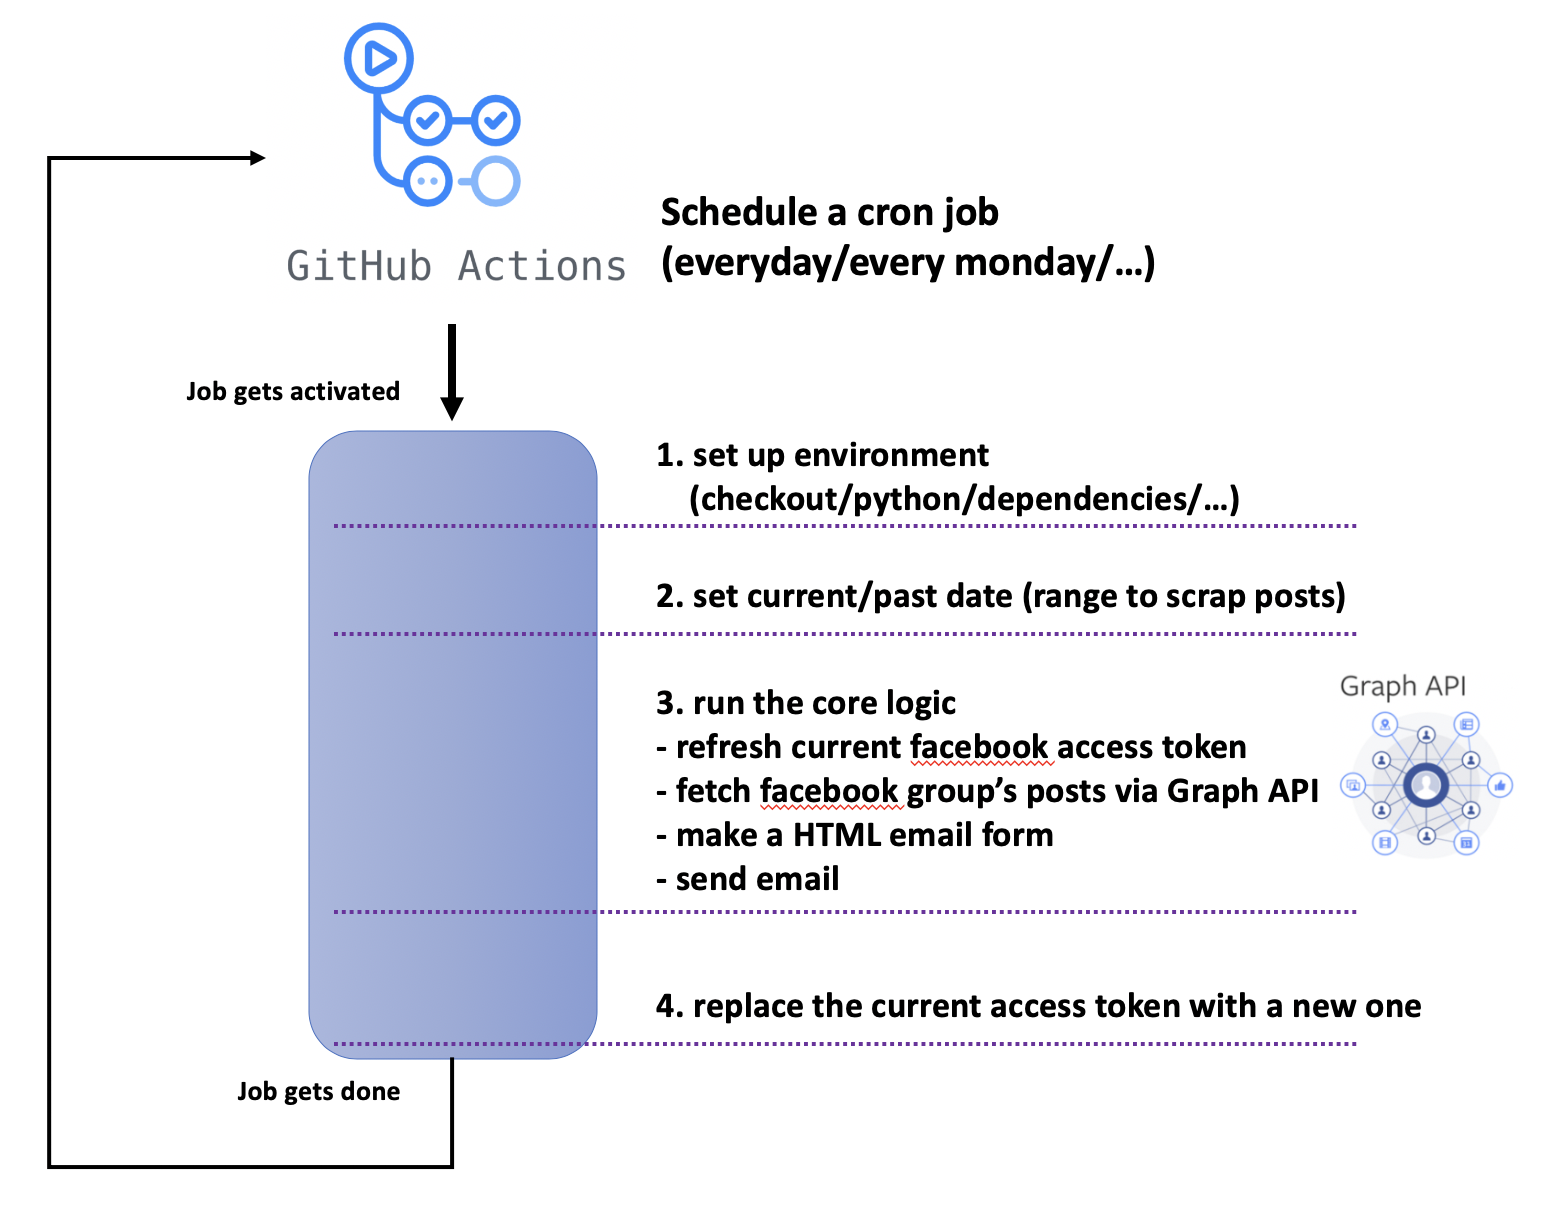 GitHub Actions
Schedule a cron job
(everyday/every monday/...)
Job gets activated
1. set up environment
(checkout/python/dependencies/...)
2. set current/past date (range to scrap posts)
3. run the core logic
- refresh current facebook access token
- fetch facebook group’s posts via Graph API
- make a HTML email form
- send email
Graph API
4. replace the current access token with a new one
Job gets done